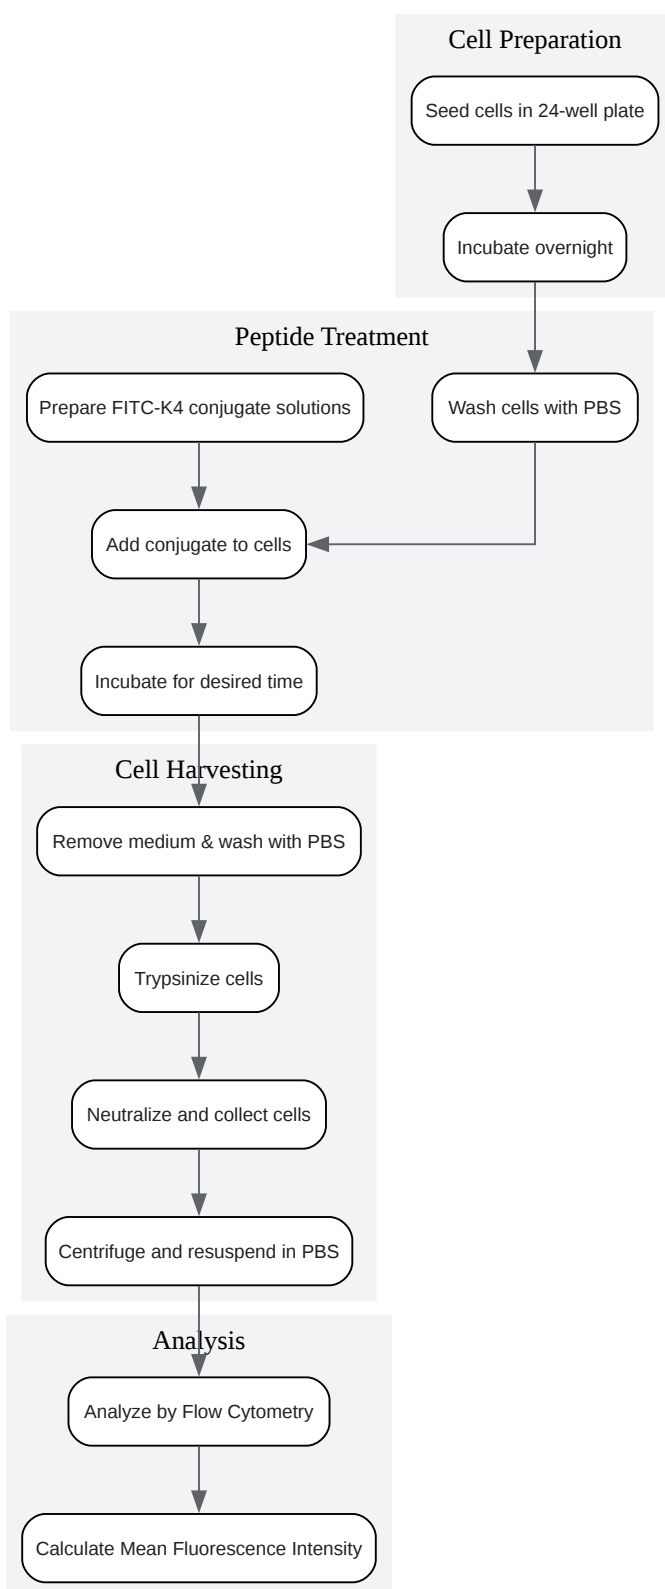 Cell Preparation
Seed cells in 24-well plate
Incubate overnight
Peptide Treatment
Prepare FITC-K4 conjugate solutions
Wash cells with PBS
Add conjugate to cells
Incubate for desired time
Cell Harvesting
Remove medium & wash with PBS
Trypsinize cells
Neutralize and collect cells
Centrifuge and resuspend in PBS
Analysis
Analyze by Flow Cytometry
Calculate Mean Fluorescence Intensity